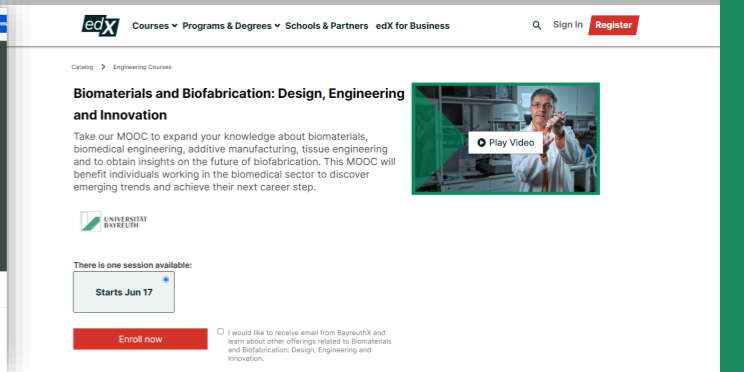 edX Courses Programs & Degrees Schools & Partners edX for Business Sign In Register
Catalog > Engineering Courses
Biomaterials and Biofabrication: Design, Engineering
and Innovation
Take our MOOC to expand your knowledge about biomaterials,
biomedical engineering, additive manufacturing, tissue engineering
and to obtain insights on the future of biofabrication. This MOOC will
benefit individuals working in the biomedical sector to discover
emerging trends and achieve their next career step.
Play Video
UNIVERSITÄT
BAYREUTH
There is one session available:
Starts Jun 17
Enroll now
I would like to receive email from BayreuthX and
learn about other offerings related to Biomaterials
and Biofabrication: Design, Engineering and
Innovation.